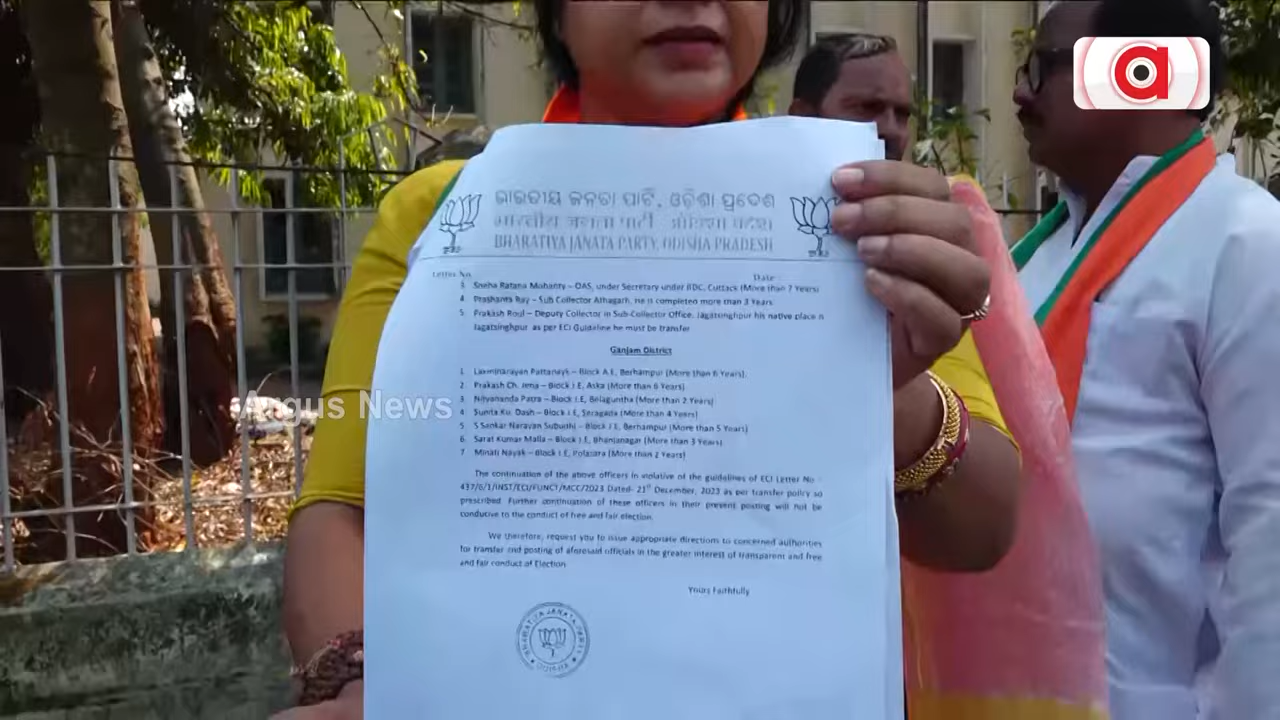 a
ଭାରତୀୟ ଜନତା ପାର୍ଟି, ଓଡ଼ିଶା ପ୍ରଦେଶ
भारतीय जनता पार्टी ओड़िशा प्रदेश
BHARATIYA JANATA PARTY, ODISHA PRADESH
Letter No. Date
3. Sneha Ratana Mohanty – OAS, under Secretary under BDC, Cuttack (More than 7 Years)
4. Prashanta Ray – Sub Collector Athagarh, He is completed more than 3 Years
5. Prakash Roul – Deputy Collector in Sub-Collector Office, Jagatsinghpur his native place is
Jagatsinghpur as per ECI Guideline he must be transfer
Ganjam District
1. Laxminarayan Pattanayk – Block A.E, Berhampur (More than 6 Years).
2. Prakash Ch. Jena – Block J.E, Aska (More than 6 Years)
3. Nityananda Patra – Block J.E, Belaguntha (More than 2 Years)
4. Sunita Ku. Dash – Block J.E, Seragada (More than 4 Years)
5. S Sankar Narayan Subudhi – Block J.E, Berhampur (More than 5 Years)
6. Sarat Kumar Malla – Block J.E, Bhanjanagar (More than 3 Years)
7. Minati Nayak – Block J.E, Polasara (More than 2 Years)
Argus News
The continuation of the above officers in violative of the guidelines of ECI Letter No -
437/6/1/INST/ECI/FUNCT/MCC/2023 Dated- 21st December, 2023 as per transfer policy so
prescribed. Further continuation of these officers in their prevent posting will not be
conducive to the conduct of free and fair election.
We therefore, request you to issue appropriate directions to concerned authorities
for transfer and posting of aforesaid officials in the greater interest of transparent and free
and fair conduct of Election
Yours Faithfully
BHARATIYA JANATA PARTY
ODISHA